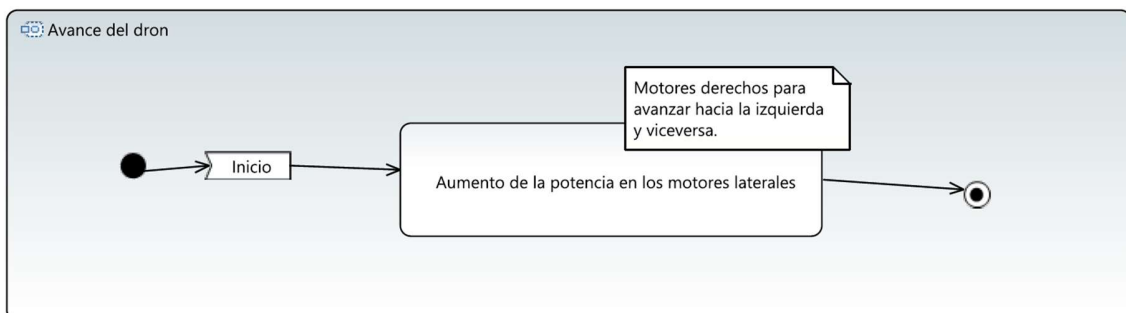 Avance del dron
Motores derechos para
avanzar hacia la izquierda
y viceversa.
Inicio
Aumento de la potencia en los motores laterales